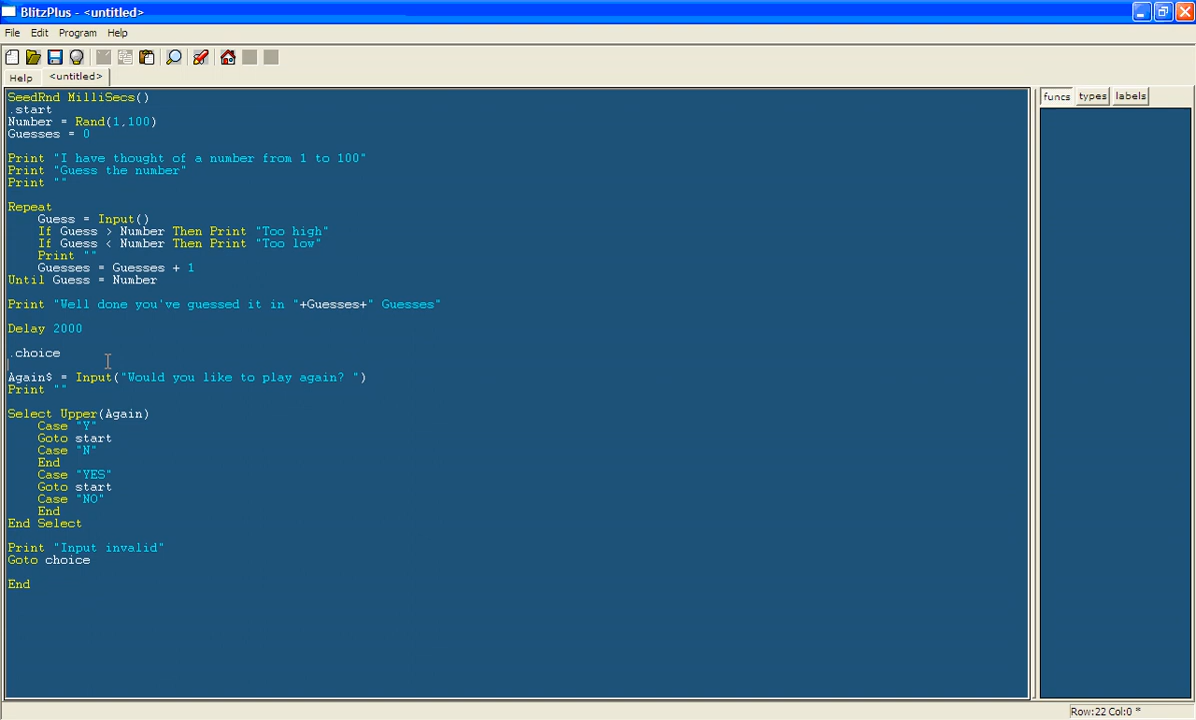 BlitzPlus - <untitled>
File Edit Program Help
Help <untitled>
funcs types labels
SeedRnd MilliSecs()
.start
Number = Rand(1,100)
Guesses = 0
Print "I have thought of a number from 1 to 100"
Print "Guess the number"
Print ""
Repeat
Guess = Input()
If Guess > Number Then Print "Too high"
If Guess < Number Then Print "Too low"
Print ""
Guesses = Guesses + 1
Until Guess = Number
Print "Well done you've guessed it in "+Guesses+" Guesses"
Delay 2000
.choice
Again$ = Input("Would you like to play again? ")
Print ""
Select Upper(Again)
Case "Y"
Goto start
Case "N"
End
Case "YES"
Goto start
Case "NO"
End
End Select
Print "Input invalid"
Goto choice
End
Row:22 Col:0 *